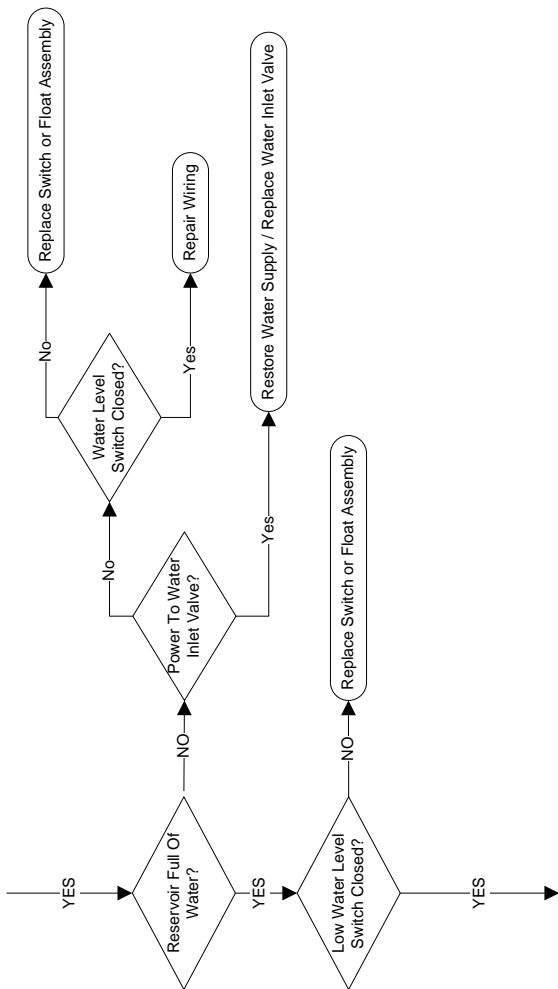 YES
Reservoir Full Of
Water?
NO
Power To Water
Inlet Valve?
No
Water Level
Switch Closed?
No
Replace Switch or Float Assembly
Yes
Repair Wiring
Yes
Restore Water Supply / Replace Water Inlet Valve
YES
Low Water Level
Switch Closed?
NO
Replace Switch or Float Assembly
YES